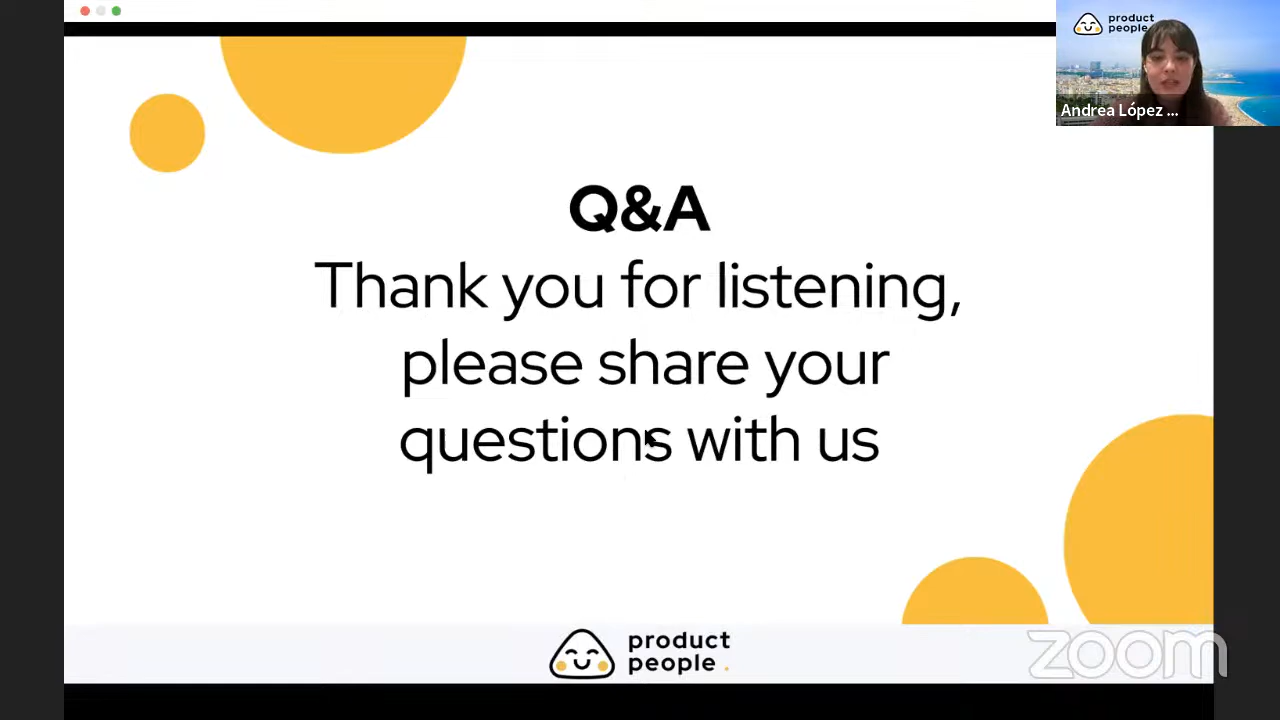 product
people
Andrea López ...
Q&A
Thank you for listening,
please share your
questions with us
product
people .
zoom